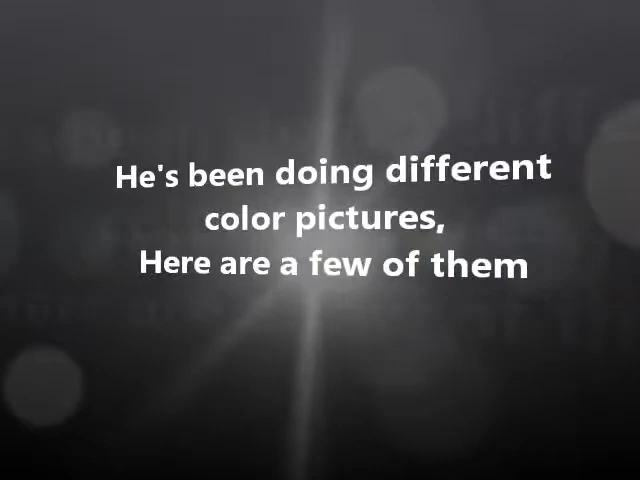 He's been doing different
color pictures,
Here are a few of them